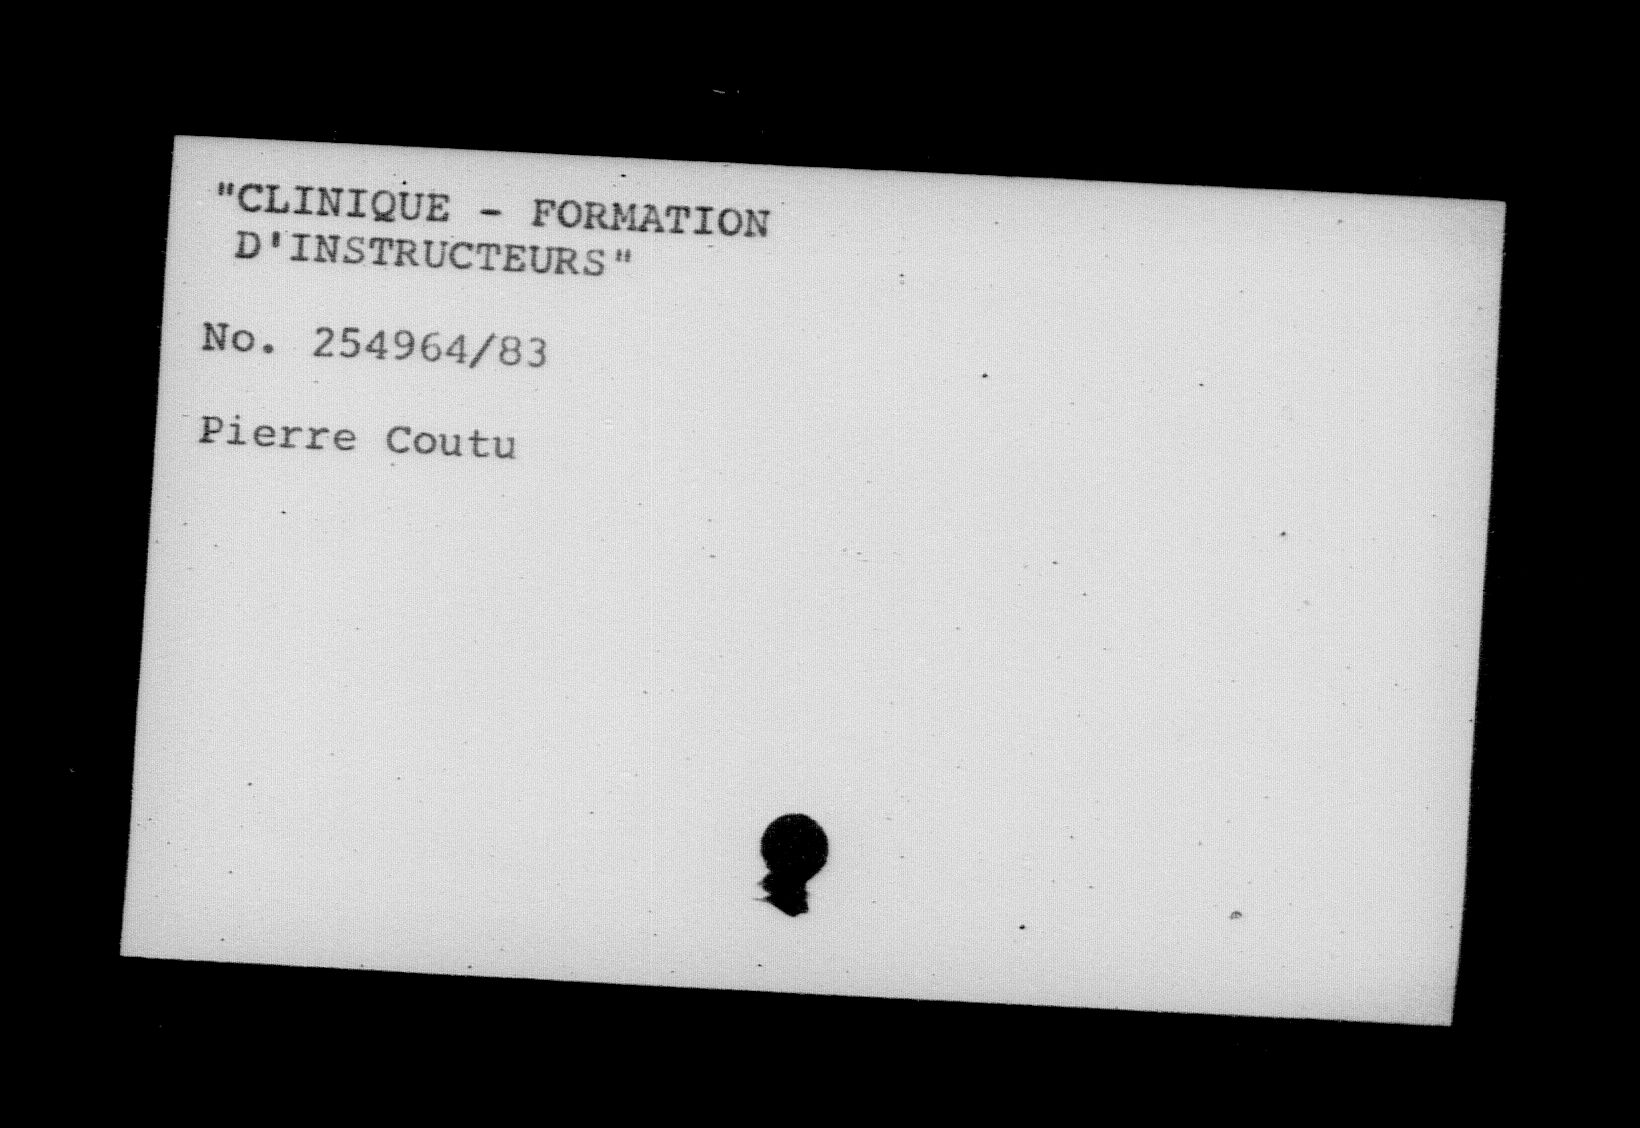 "CLINIQUE - FORMATION
D'INSTRUCTEURS"
No. 254964/83
Pierre Coutu